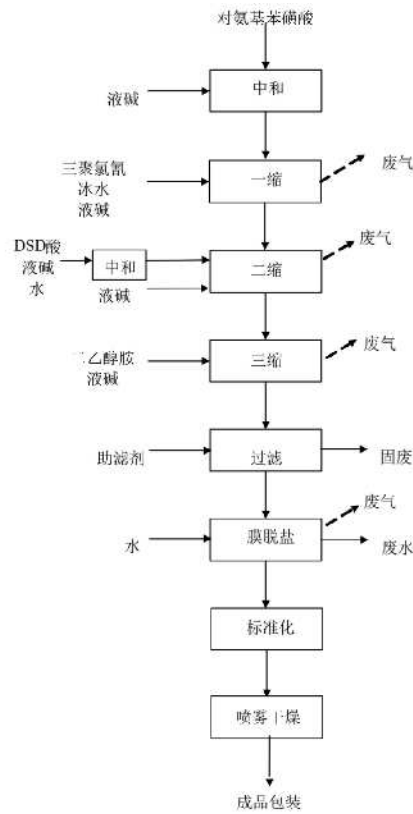 对氨基苯磺酸
液碱
中和
三聚氯氰
冰水
液碱
一缩
废气
DSD酸
液碱
水
中和
液碱
二缩
废气
二乙醇胺
液碱
三缩
废气
助滤剂
过滤
固废
水
膜脱盐
废气
废水
标准化
喷雾干燥
成品包装